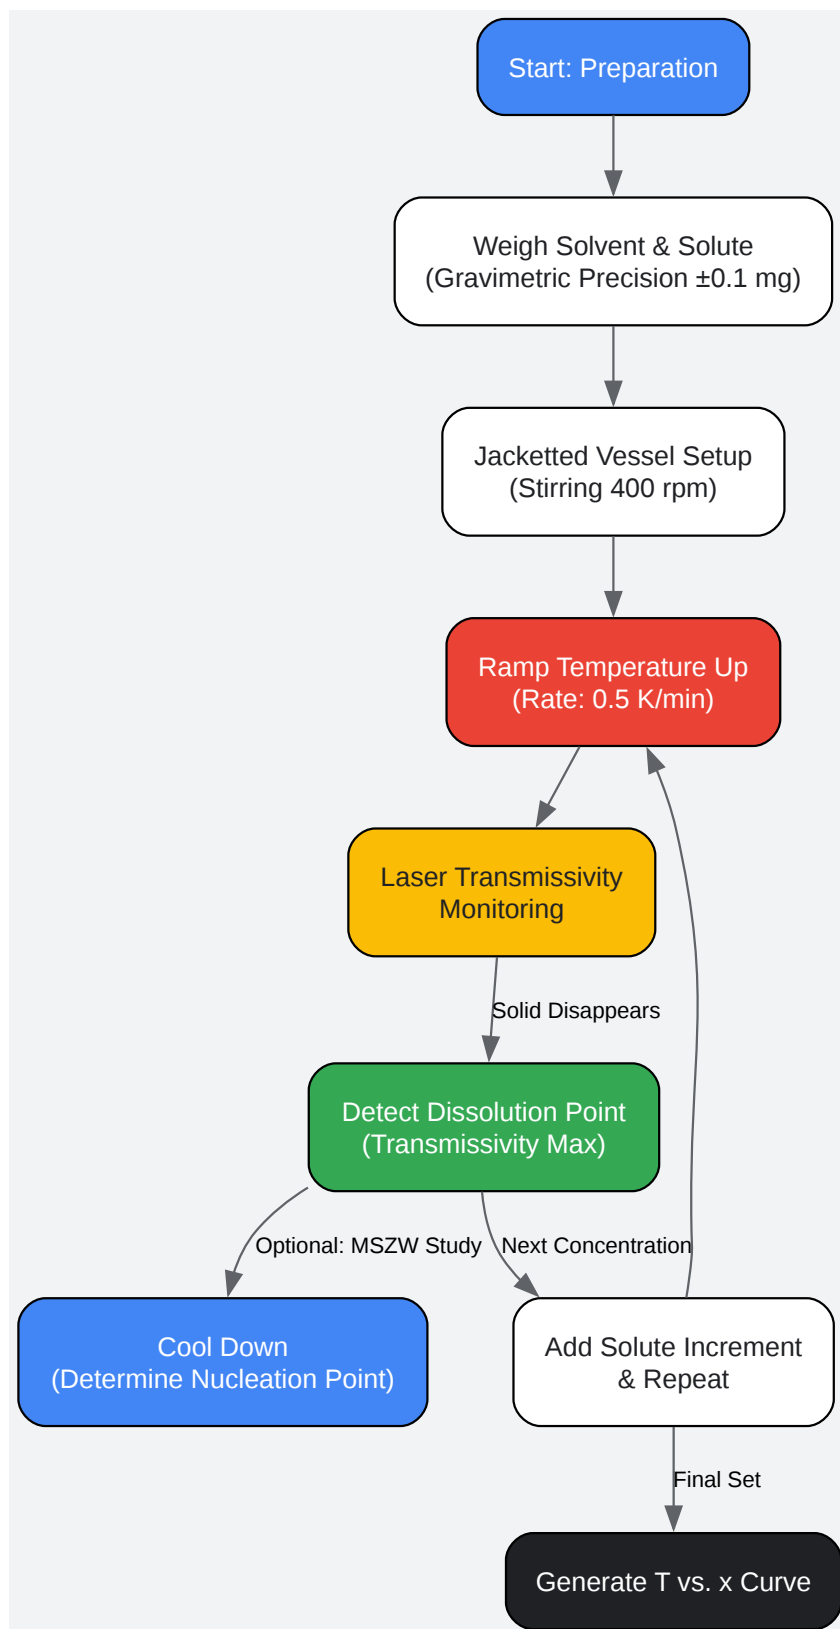 Start: Preparation
Weigh Solvent & Solute
(Gravimetric Precision ±0.1 mg)
Jacketted Vessel Setup
(Stirring 400 rpm)
Ramp Temperature Up
(Rate: 0.5 K/min)
Laser Transmissivity
Monitoring
Solid Disappears
Detect Dissolution Point
(Transmissivity Max)
Optional: MSZW Study
Next Concentration
Cool Down
(Determine Nucleation Point)
Add Solute Increment
& Repeat
Final Set
Generate T vs. x Curve